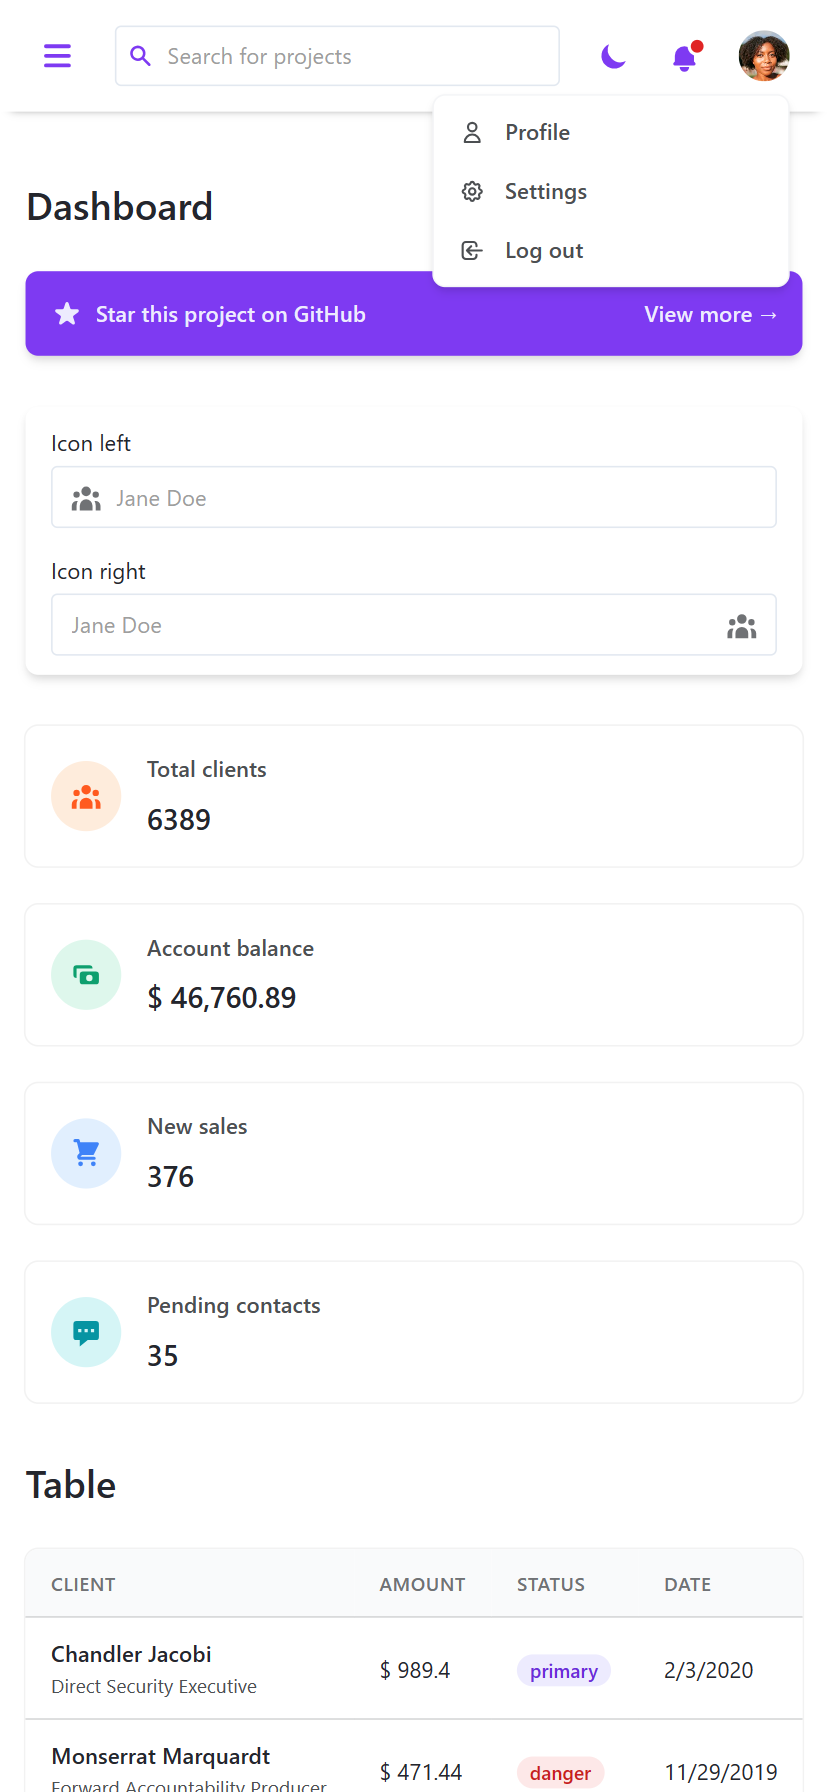 Search for projects
Profile
Settings
Log out
Dashboard
Star this project on GitHub
View more →
Icon left
Jane Doe
Icon right
Jane Doe
Total clients
6389
Account balance
$ 46,760.89
New sales
376
Pending contacts
35
Table
CLIENT AMOUNT STATUS DATE
Chandler Jacobi
Direct Security Executive
$ 989.4 primary 2/3/2020
Monserrat Marquardt
Forward Accountability Producer
$ 471.44 danger 11/29/2019